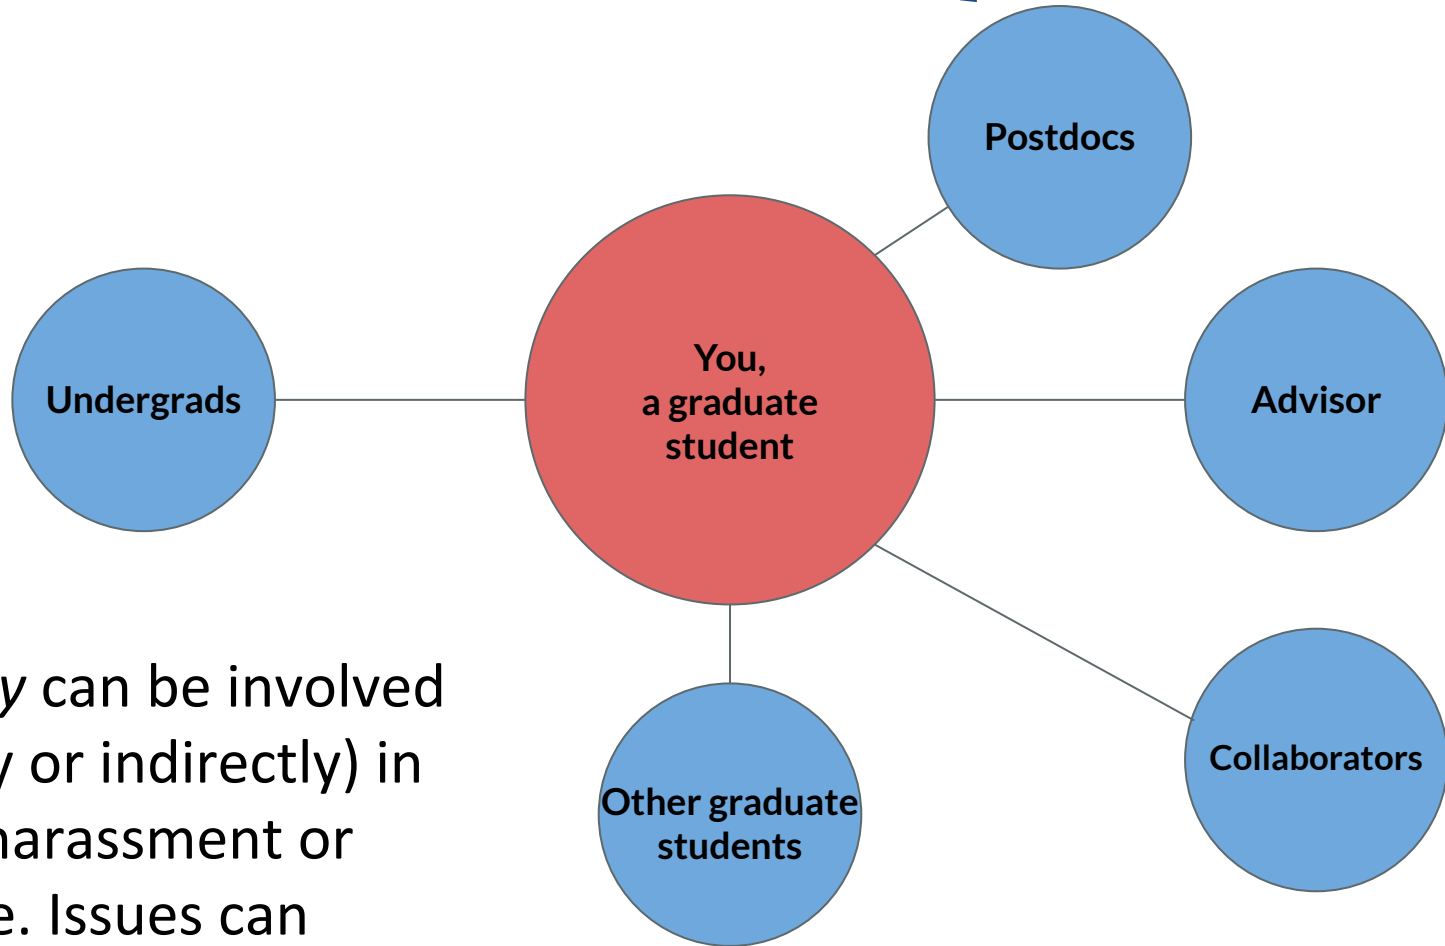 Postdocs
You,
a graduate
student
Undergrads
Advisor
can be involved
or indirectly) in
harassment or
Issues can
Other graduate
students
Collaborators